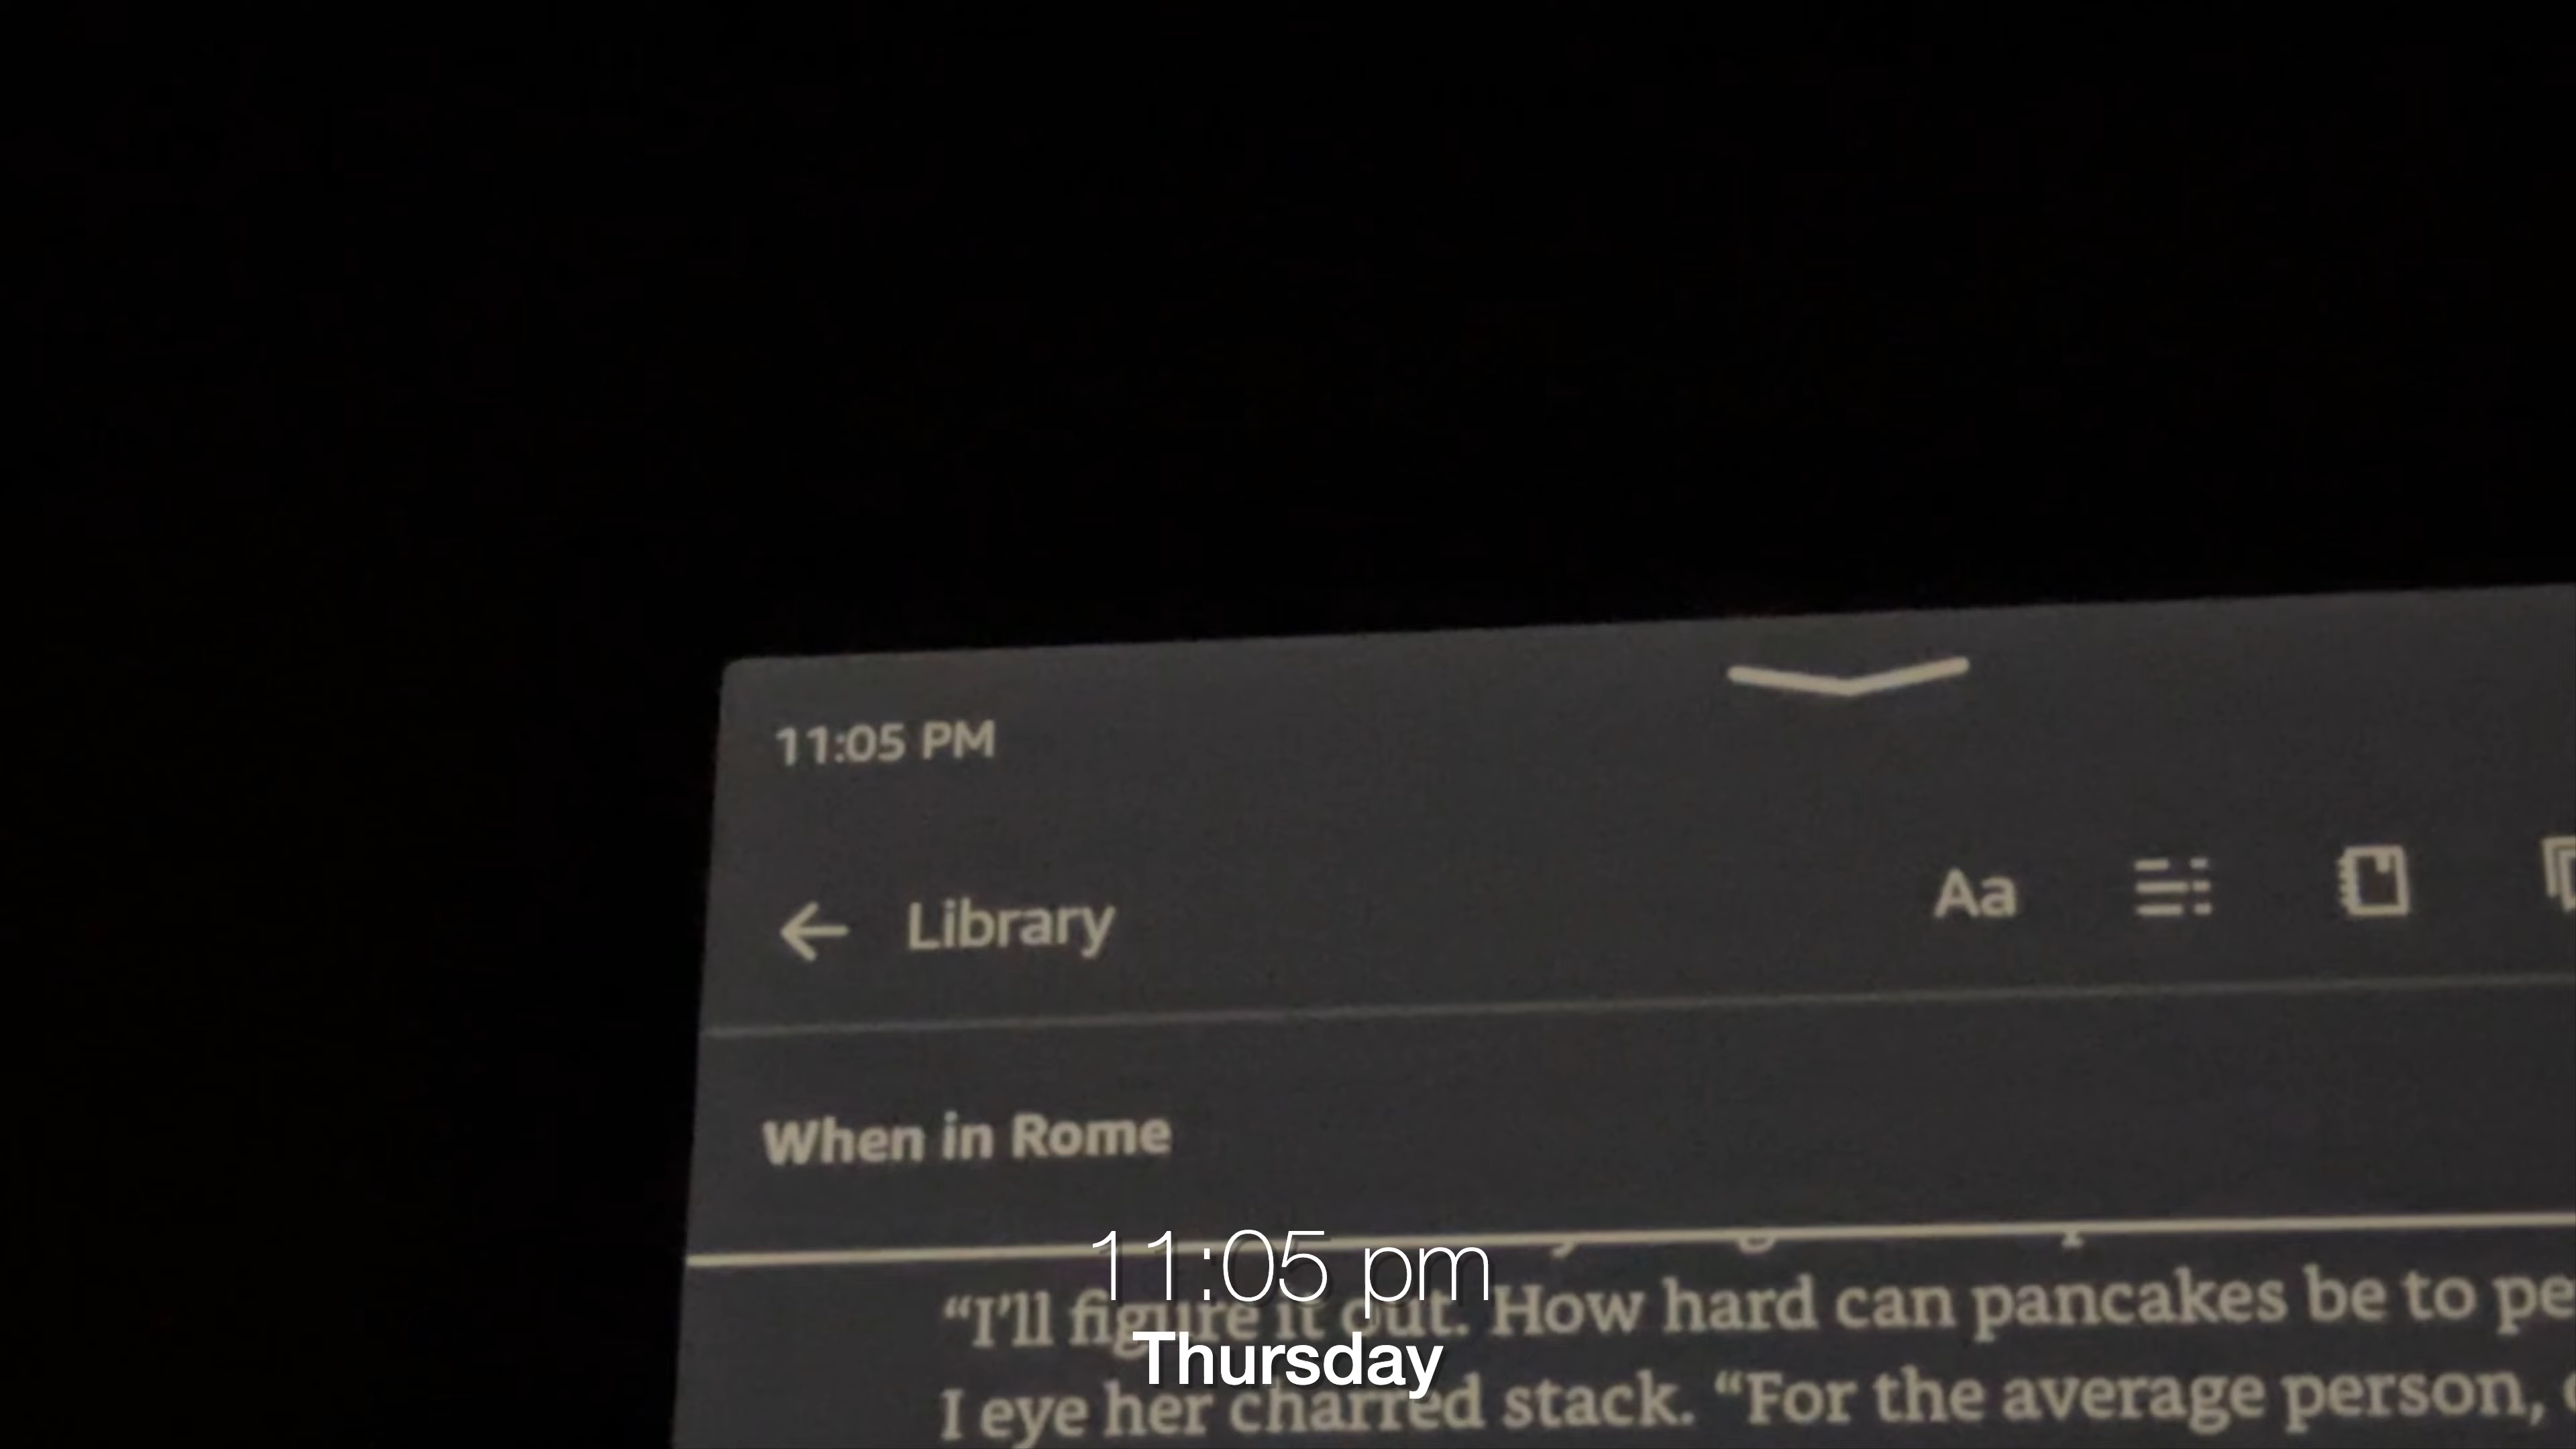 11:05 PM
Library
Aa
When in Rome
11:05 pm
“I’ll figure it out. How hard can pancakes be to pe
Thursday
I eye her charred stack. “For the average person,